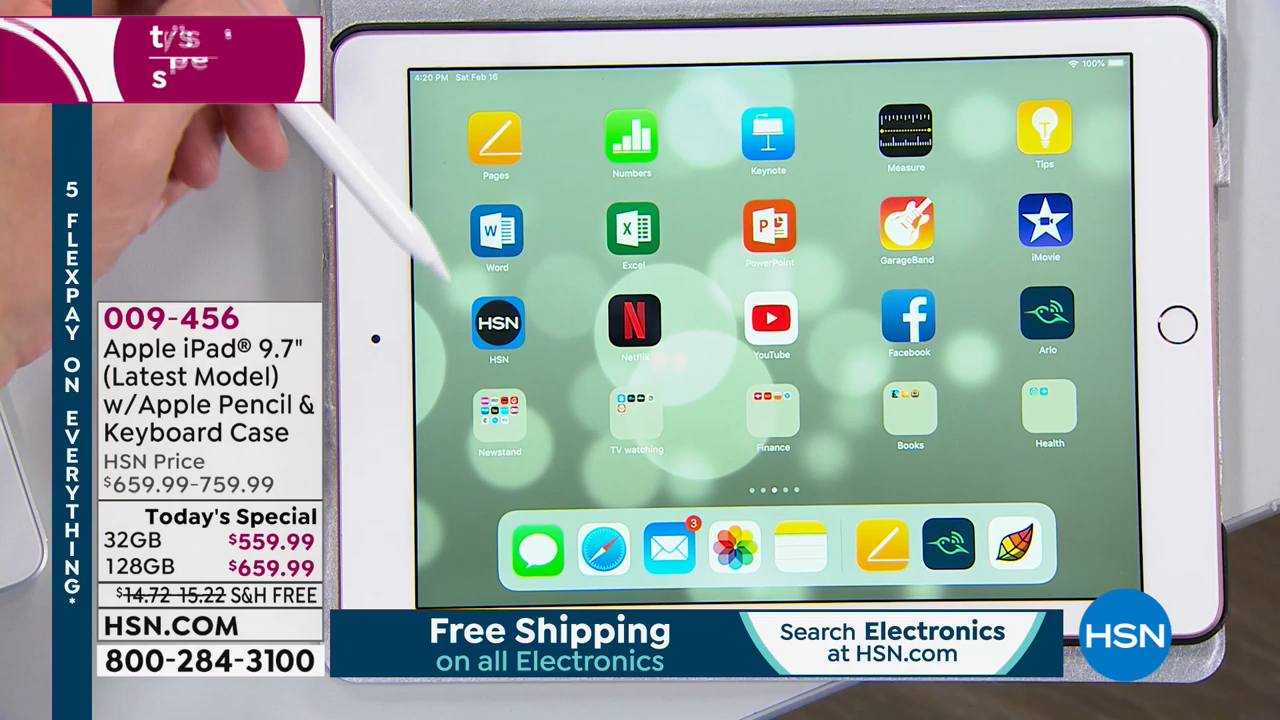 5 FLEXPAY ON EVERYTHING*
009-456
Apple iPad® 9.7"
(Latest Model)
w/Apple Pencil &
Keyboard Case
HSN Price
$659.99-759.99
Today's Special
32GB $559.99
128GB $659.99
$14.72-15.22 S&H FREE
HSN.COM
800-284-3100
4:20 PM Sat Feb 16
100%
Pages
Numbers
Keynote
Measure
Tips
W
X
P
Word
Excel
PowerPoint
GarageBand
iMovie
HSN
N
f
HSN
Netflix
YouTube
Facebook
Arlo
Newstand
TV watching
Finance
Books
Health
3
Free Shipping
on all Electronics
Search Electronics
at HSN.com
HSN